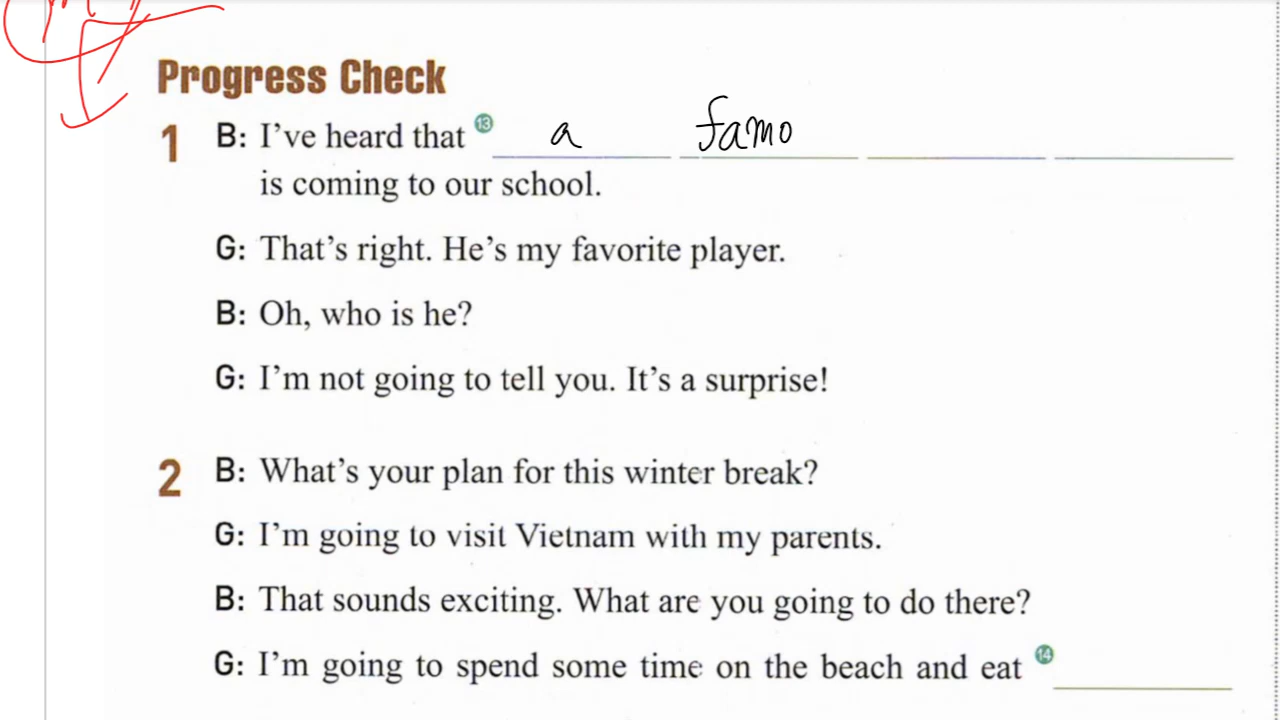 Progress Check
1 B: I've heard that ⑬ a famo
is coming to our school.
G: That's right. He's my favorite player.
B: Oh, who is he?
G: I'm not going to tell you. It's a surprise!
2 B: What's your plan for this winter break?
G: I'm going to visit Vietnam with my parents.
B: That sounds exciting. What are you going to do there?
G: I'm going to spend some time on the beach and eat ⑭